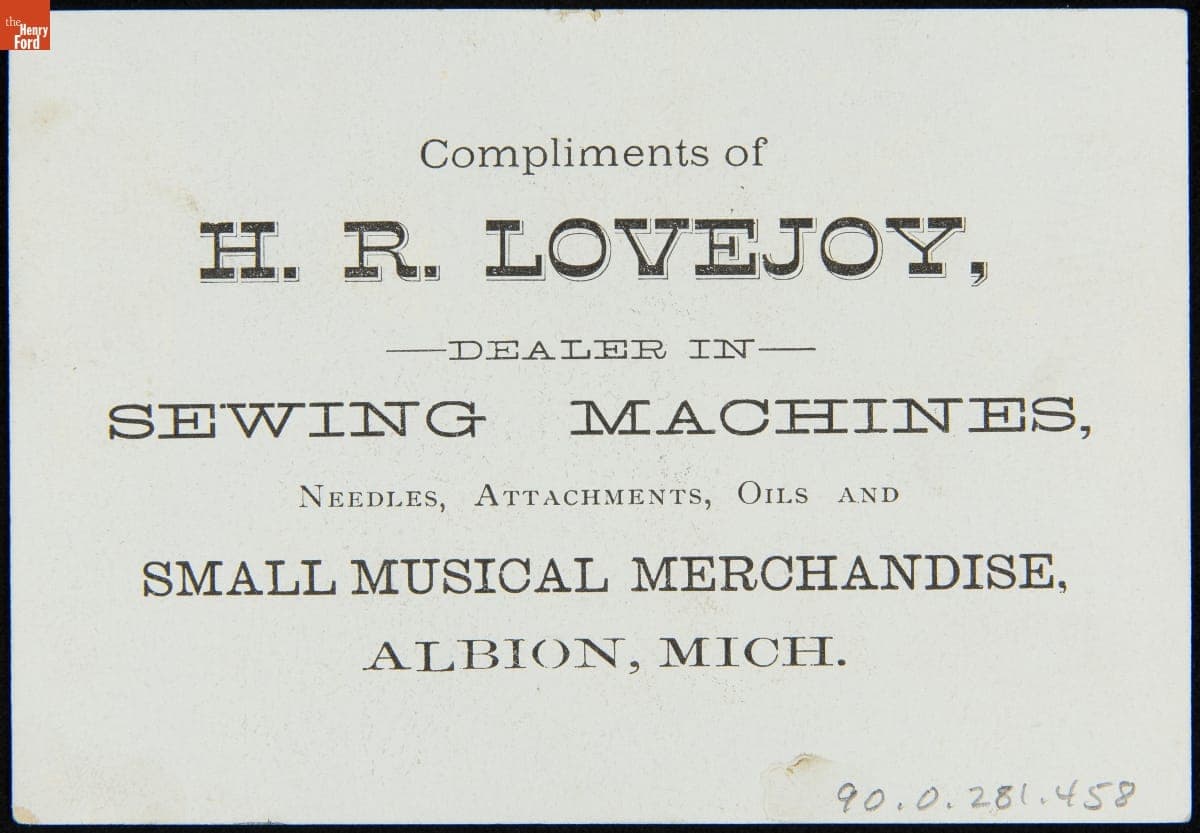 the
Henry
Ford
Compliments of
H. R. LOVEJOY,
—DEALER IN—
SEWING MACHINES,
NEEDLES, ATTACHMENTS, OILS AND
SMALL MUSICAL MERCHANDISE,
ALBION, MICH.
90.0.281.458